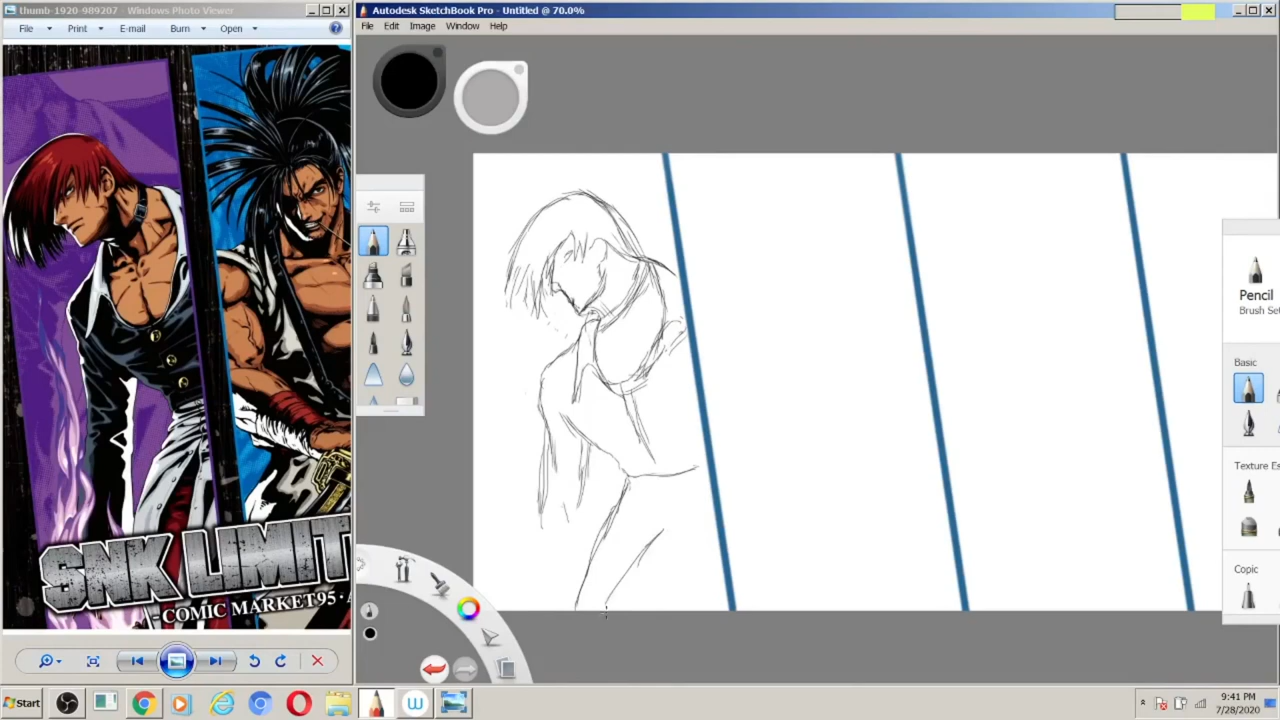 thumb-1920-989207 - Windows Photo Viewer
File Print E-mail Burn Open
SNK LIMIT
-COMIC MARKET95-
Autodesk SketchBook Pro - Untitled @ 70.0%
File Edit Image Window Help
Pencil
Brush Set
Basic
Texture Es
Copic
Start
W
9:41 PM
7/28/2020